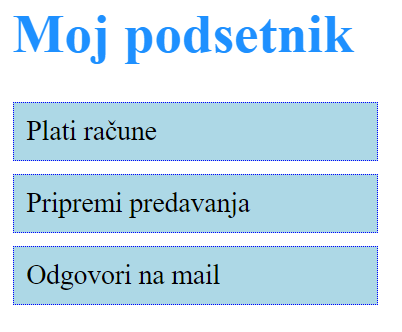 Moj podsetnik
Plati račune
Pripremi predavanja
Odgovori na mail